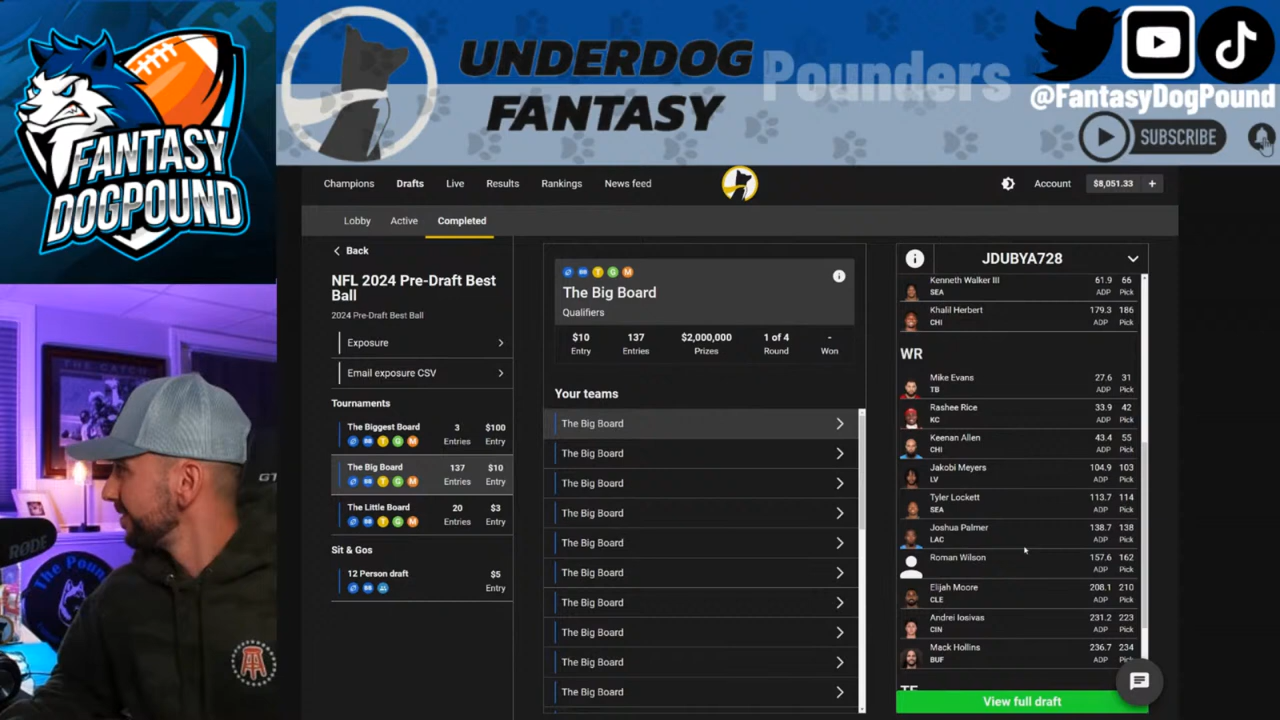 FANTASY
DOGPOUND
UNDERDOG
FANTASY
Pounders
@FantasyDogPound
SUBSCRIBE
Champions
Drafts
Live
Results
Rankings
News feed
Account
$8,051.33 +
Lobby
Active
Completed
Back
NFL 2024 Pre-Draft Best
Ball
2024 Pre-Draft Best Ball
Exposure
Email exposure CSV
Tournaments
The Biggest Board 3 $100
Entries Entry
The Big Board 137 $10
Entries Entry
The Little Board 20 $3
Entries Entry
Sit & Gos
12 Person draft $5
Entry
The Big Board
Qualifiers
$10 137 $2,000,000 1 of 4 -
Entry Entries Prizes Round Won
Your teams
The Big Board
The Big Board
The Big Board
The Big Board
The Big Board
The Big Board
The Big Board
The Big Board
The Big Board
The Big Board
JDUBYA728
Kenneth Walker III 61.9 66
SEA ADP Pick
Khalil Herbert 179.3 186
CHI ADP Pick
WR
Mike Evans 27.6 31
TB ADP Pick
Rashee Rice 33.9 42
KC ADP Pick
Keenan Allen 43.4 55
CHI ADP Pick
Jakobi Meyers 104.9 103
LV ADP Pick
Tyler Lockett 113.7 114
SEA ADP Pick
Joshua Palmer 138.7 138
LAC ADP Pick
Roman Wilson 157.6 162
ADP Pick
Elijah Moore 208.1 210
CLE ADP Pick
Andrei Iosivas 231.2 223
CIN ADP Pick
Mack Hollins 236.7 234
BUF ADP Pick
View full draft
THE CATCH
RØDE
The Pound